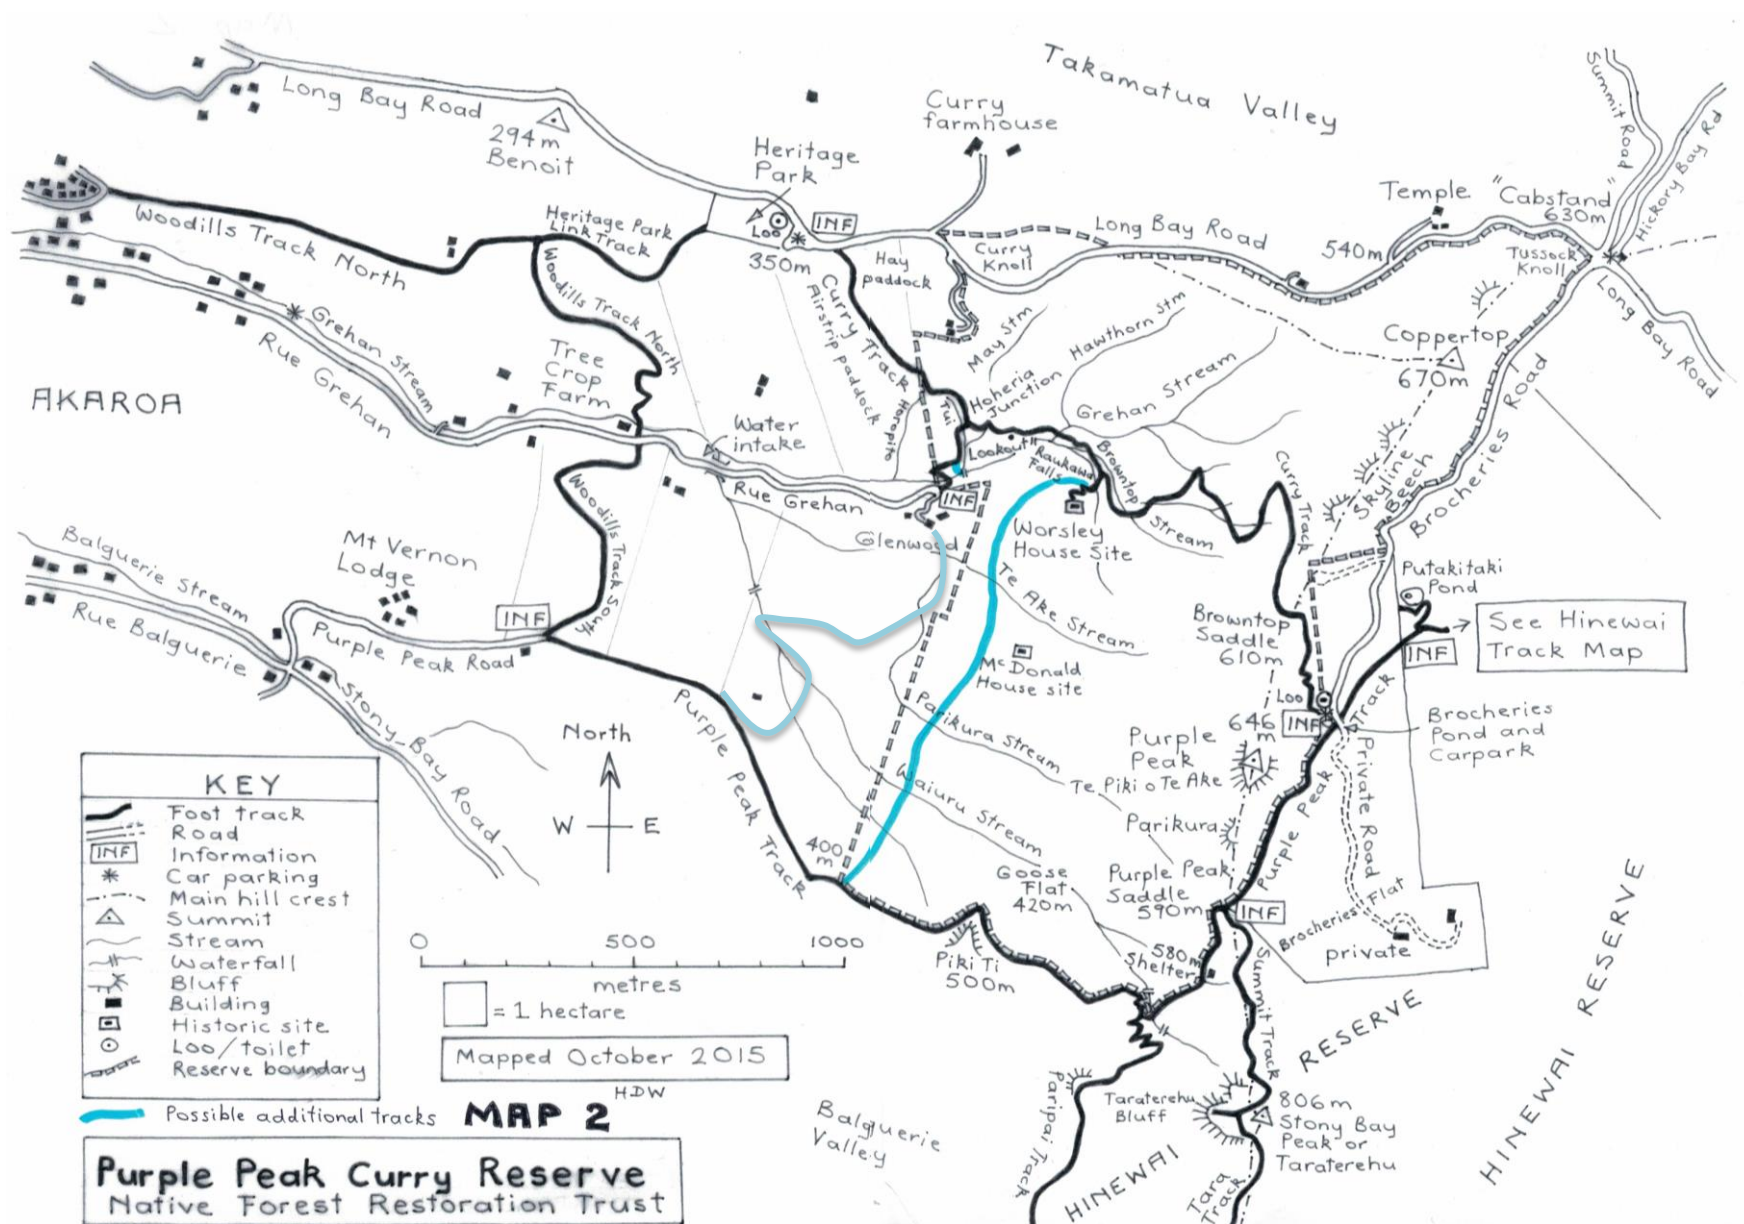 Takamatua Valley
Summit Road
Hickory Bay Rd
Long Bay Road
294m
Benoit
Heritage
Park
Curry
farmhouse
Temple
"Cabstand"
630m
Loo
INF
350m
Heritage Park
Link Track
Woodills Track North
Woodills Track North
Hay
paddock
Curry
Knoll
Long Bay Road
540m
Tussock
Knoll
Long Bay Road
Curry Track
Airstrip paddock
May Stm
Hawthorn Stm
Coppertop
670m
Grehan Stream
Rue Grehan
Tree
Crop
Farm
AKAROA
Water
intake
Horopito
Tui
Hoheria
Junction
Grehan Stream
Lookout
Raukawa
Falls
Browntop
Stream
Skyline
Beech
Brocheries Road
Curry Track
Rue Grehan
INF
Glenwood
Worsley
House Site
Woodills Track South
Balguerie Stream
Rue Balguerie
Mt Vernon
Lodge
INF
Purple Peak Road
Stony Bay Road
Te Ake Stream
McDonald
House site
Putakitaki
Pond
Browntop
Saddle
610m
INF
See Hinewai
Track Map
Loo
INF
Track
Brocheries
Pond and
Carpark
Purple Peak Track
Parikura Stream
646
m
Purple
Peak
Te Piki o Te Ake
Waiuru Stream
Parikura
Purple Peak
Private Road
400
m
Goose
Flat
420m
Purple Peak
Saddle
590m
INF
Brocheries Flat
private
580m
Shelter
Piki Ti
500m
Summit Track
North
W
E
KEY
Foot track
Road
INF Information
Car parking
Main hill crest
Summit
Stream
Waterfall
Bluff
Building
Historic site
Loo/toilet
Reserve boundary
Possible additional tracks
0 500 1000
metres
= 1 hectare
Mapped October 2015
HDW
MAP 2
Purple Peak Curry Reserve
Native Forest Restoration Trust
Balguerie
Valley
Paripai Track
Taraterehu
Bluff
806m
Stony Bay
Peak or
Taraterehu
Tara
Track
HINEWAI RESERVE
HINEWAI RESERVE